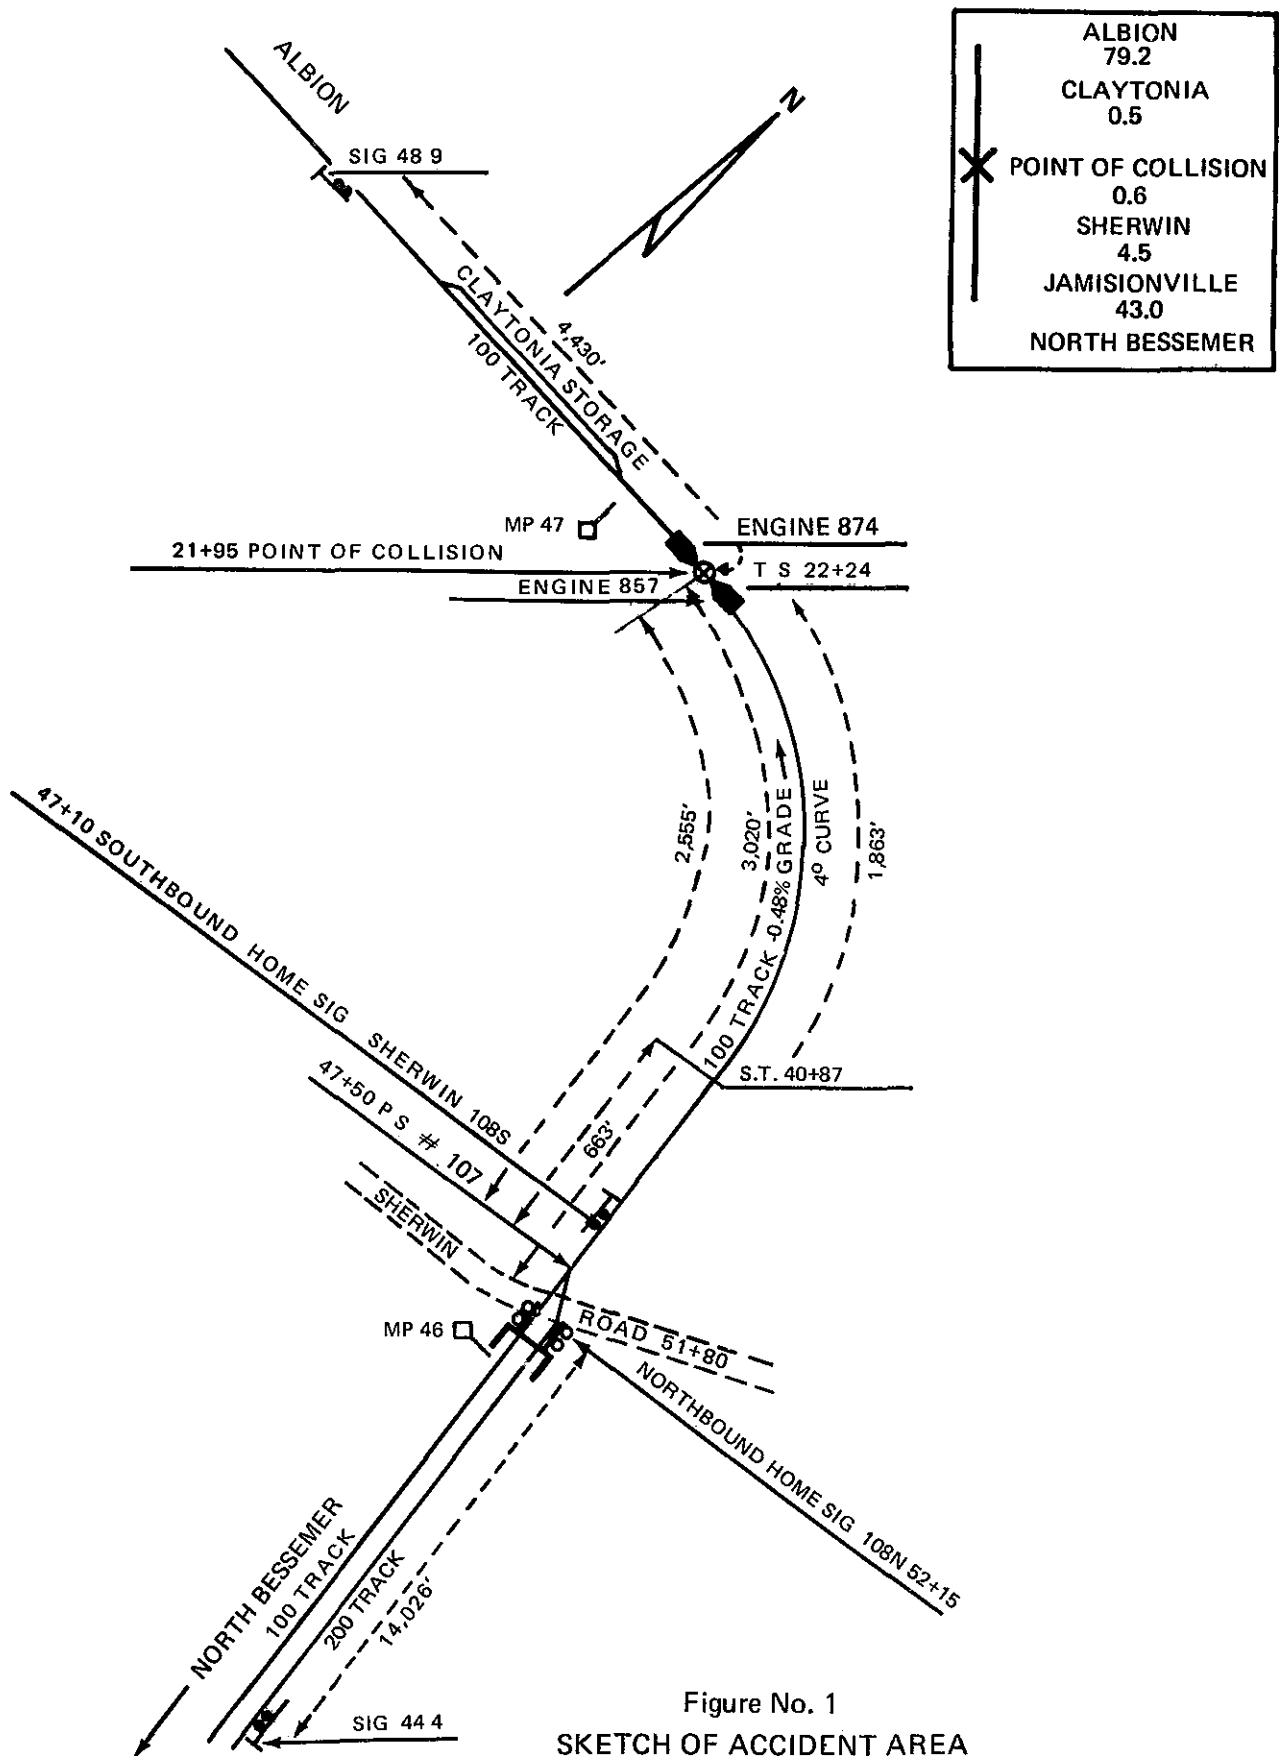 ALBION
79.2
CLAYTONIA
0.5
POINT OF COLLISION
0.6
SHERWIN
4.5
JAMISIONVILLE
43.0
NORTH BESSEMER
ALBION
N
SIG 48 9
CLAYTONIA STORAGE
4,430'
100 TRACK
MP 47
ENGINE 874
21+95 POINT OF COLLISION
T S 22+24
ENGINE 857
2,555'
3,020'
100 TRACK -0.48% GRADE
4° CURVE
1,863'
47+10 SOUTHBOUND HOME SIG SHERWIN 108S
S.T. 40+87
47+50 P S # 107
663'
SHERWIN
ROAD 51+80
MP 46
NORTHBOUND HOME SIG 108N 52+15
NORTH BESSEMER
100 TRACK
200 TRACK
14,026'
SIG 44 4
Figure No. 1
SKETCH OF ACCIDENT AREA